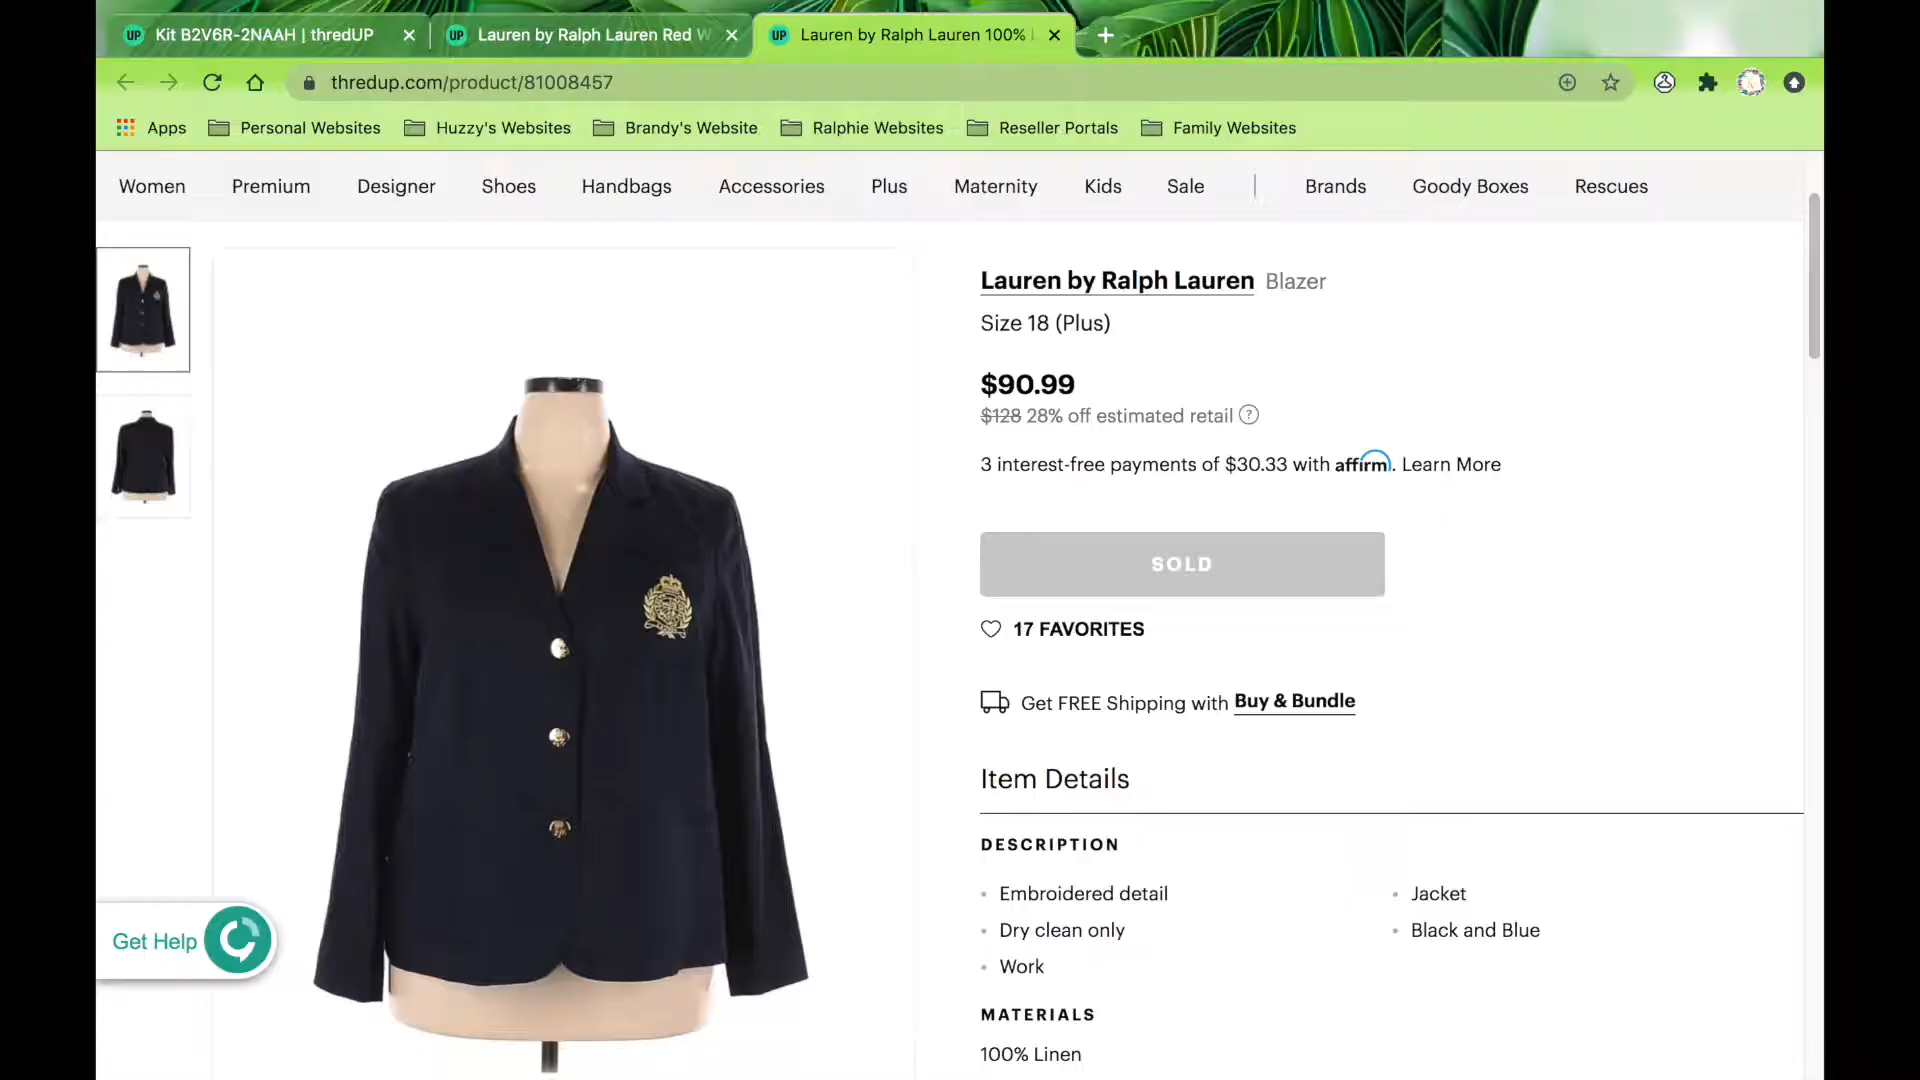 UP Kit B2V6R-2NAAH | thredUP
UP Lauren by Ralph Lauren Red W
UP Lauren by Ralph Lauren 100%
thredup.com/product/81008457
Apps Personal Websites Huzzy's Websites Brandy's Website Ralphie Websites Reseller Portals Family Websites
Women Premium Designer Shoes Handbags Accessories Plus Maternity Kids Sale Brands Goody Boxes Rescues
Lauren by Ralph Lauren Blazer
Size 18 (Plus)
$90.99
$128 28% off estimated retail ?
3 interest-free payments of $30.33 with affirm. Learn More
SOLD
17 FAVORITES
Get FREE Shipping with Buy & Bundle
Item Details
DESCRIPTION
Embroidered detail
Jacket
Dry clean only
Black and Blue
Work
MATERIALS
100% Linen
Get Help